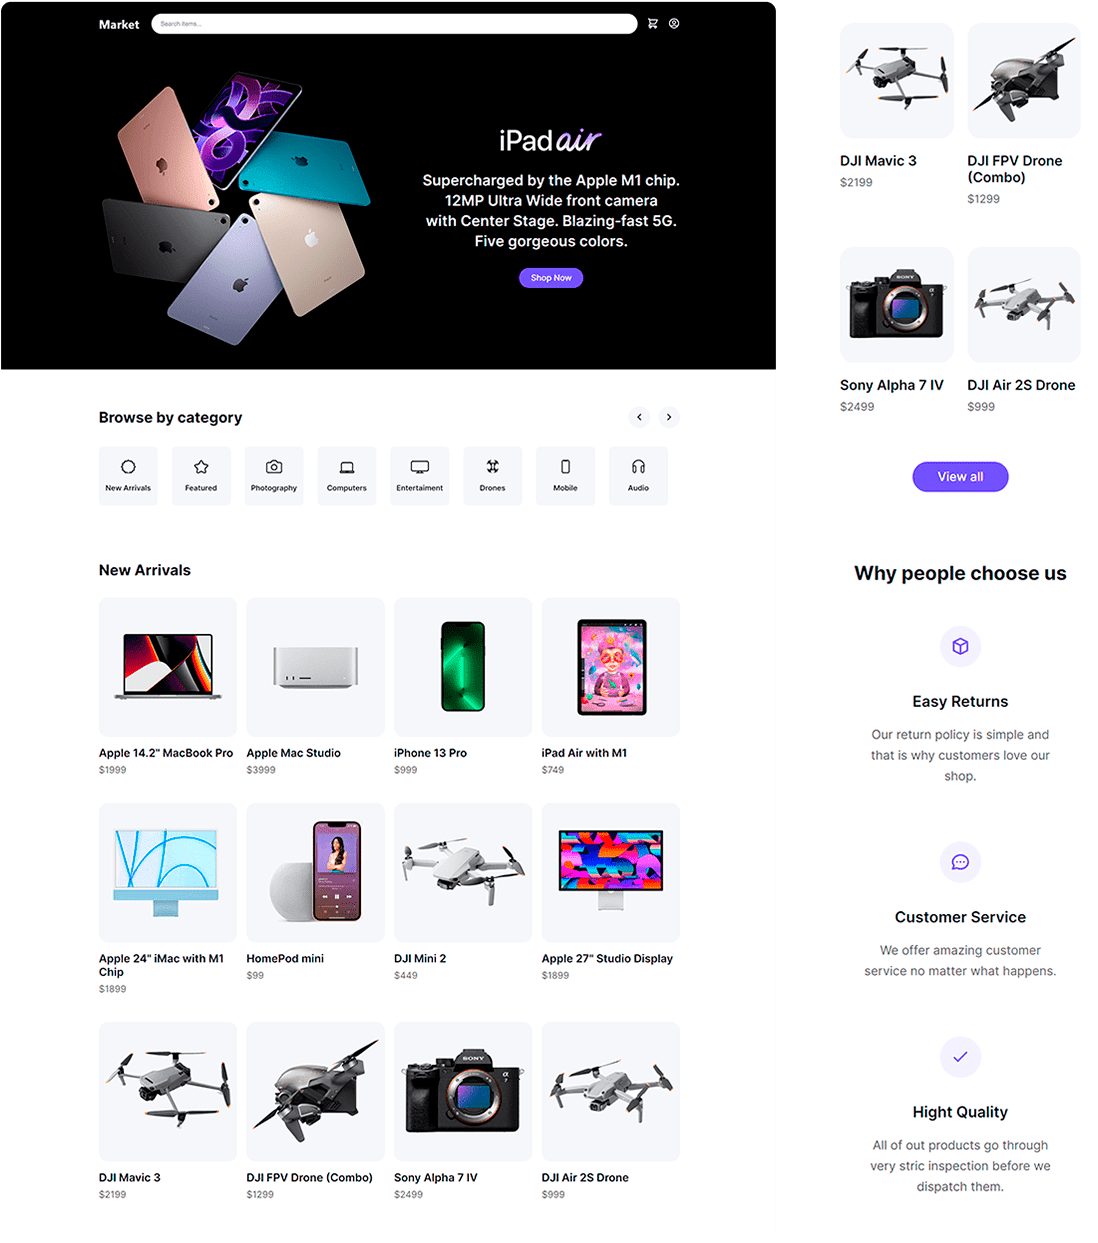 Market
Search items...
iPad air
Supercharged by the Apple M1 chip.
12MP Ultra Wide front camera
with Center Stage. Blazing-fast 5G.
Five gorgeous colors.
Shop Now
Browse by category
New Arrivals
Featured
Photography
Computers
Entertaiment
Drones
Mobile
Audio
New Arrivals
Apple 14.2" MacBook Pro
$1999
Apple Mac Studio
$3999
iPhone 13 Pro
$999
iPad Air with M1
$749
Apple 24" iMac with M1
Chip
$1899
HomePod mini
$99
DJI Mini 2
$449
Apple 27" Studio Display
$1899
SONY
DJI Mavic 3
$2199
DJI FPV Drone (Combo)
$1299
Sony Alpha 7 IV
$2499
DJI Air 2S Drone
$999
DJI Mavic 3
$2199
DJI FPV Drone
(Combo)
$1299
SONY
Sony Alpha 7 IV
$2499
DJI Air 2S Drone
$999
View all
Why people choose us
Easy Returns
Our return policy is simple and
that is why customers love our
shop.
Customer Service
We offer amazing customer
service no matter what happens.
Hight Quality
All of out products go through
very stric inspection before we
dispatch them.